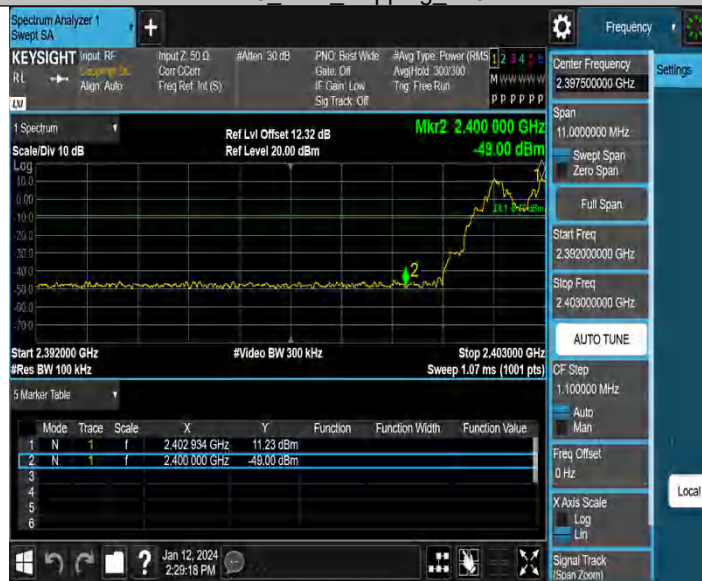 Spectrum Analyzer 1
Swept SA
+
Frequency
KEYSIGHT
Input: RF
Input Z: 50 Ω
#Atten: 30 dB
PNO: Best Wide
#Avg Type: Power (RMS
1 2 3 4 5 6
RL
Corr CCorr
Gate: Off
Avg|Hold: 300/300
M W W W W W
Align: Auto
Freq Ref: Int (S)
IF Gain: Low
Trig: Free Run
Sig Track: Off
P P P P P P
LXI
Center Frequency
2.397500000 GHz
Settings
1 Spectrum
Ref Lvl Offset 12.32 dB
Mkr2 2.400 000 GHz
Scale/Div 10 dB
Ref Level 20.00 dBm
-49.00 dBm
Log
10.0
0.00
-10.0
-20.0
-30.0
-40.0
-50.0
-60.0
-70.0
1
2
Start 2.392000 GHz
#Video BW 300 kHz
Stop 2.403000 GHz
#Res BW 100 kHz
Sweep 1.07 ms (1001 pts)
Span
11.0000000 MHz
Swept Span
Zero Span
Full Span
Start Freq
2.392000000 GHz
Stop Freq
2.403000000 GHz
AUTO TUNE
CF Step
1.100000 MHz
Auto
Man
Freq Offset
0 Hz
X Axis Scale
Log
Lin
Signal Track
(Span Zoom)
Local
5 Marker Table
Mode Trace Scale X Y Function Function Width Function Value
1 N 1 f 2.402 934 GHz 11.23 dBm
2 N 1 f 2.400 000 GHz -49.00 dBm
3
4
5
6
?
Jan 12, 2024
2:29:18 PM